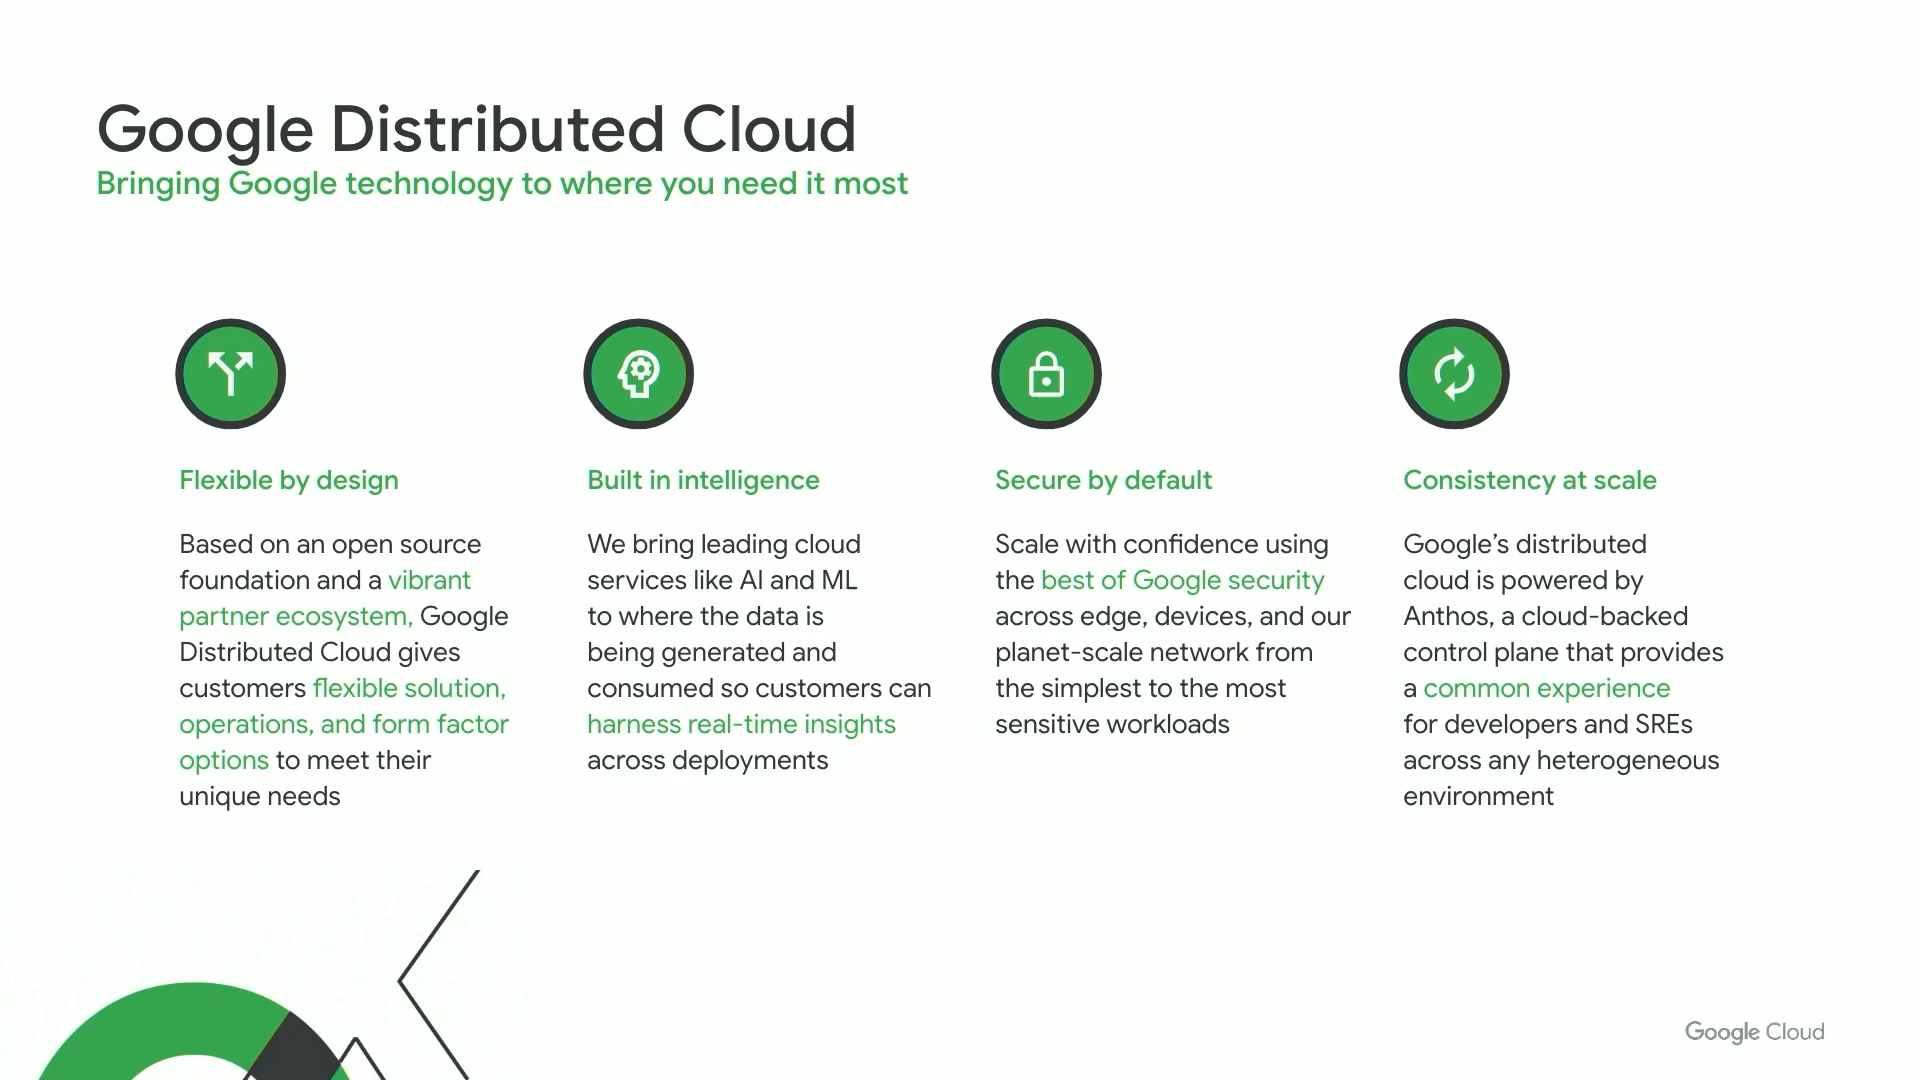 Google Distributed Cloud
Bringing Google technology to where you need it most
Flexible by design
Based on an open source
foundation and a vibrant
partner ecosystem, Google
Distributed Cloud gives
customers flexible solution,
operations, and form factor
options to meet their
unique needs
Built in intelligence
We bring leading cloud
services like AI and ML
to where the data is
being generated and
consumed so customers can
harness real-time insights
across deployments
Secure by default
Scale with confidence using
the best of Google security
across edge, devices, and our
planet-scale network from
the simplest to the most
sensitive workloads
Consistency at scale
Google’s distributed
cloud is powered by
Anthos, a cloud-backed
control plane that provides
a common experience
for developers and SREs
across any heterogeneous
environment
Google Cloud